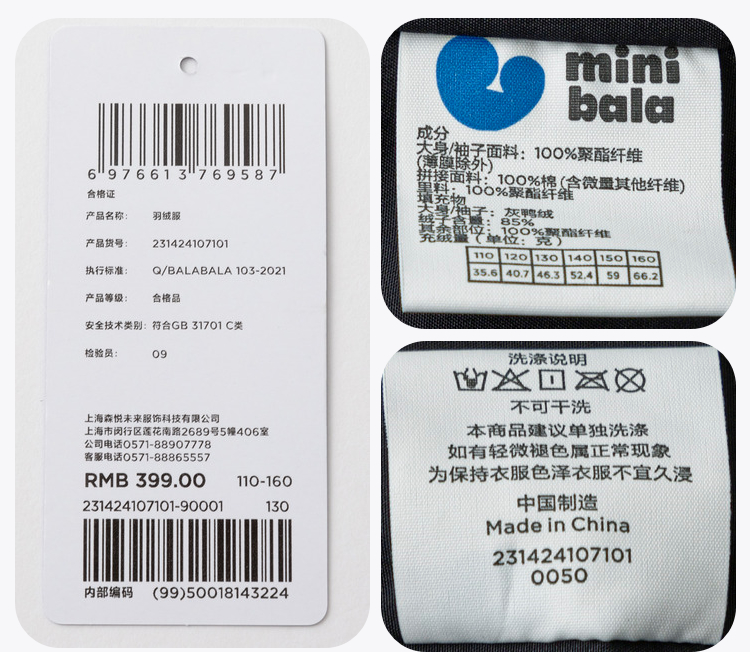 6 976613 769587
合格证
产品名称: 羽绒服
产品货号: 231424107101
执行标准: Q/BALABALA 103-2021
产品等级: 合格品
安全技术类别: 符合GB 31701 C类
检验员: 09
上海森悦未来服饰科技有限公司
上海市闵行区莲花南路2689号5幢406室
公司电话0571-88907778
客服电话0571-88865557
RMB 399.00 110-160
231424107101-90001 130
内部编码 (99)50018143224
mini
bala
成分
大身/袖子面料: 100%聚酯纤维
(薄膜除外)
拼接面料: 100%棉(含微量其他纤维)
里料: 100%聚酯纤维
填充物
大身/袖子: 灰鸭绒
绒子含量: 85%
其余部位: 100%聚酯纤维
充绒量(单位: 克)
110 120 130 140 150 160
35.6 40.7 46.3 52.4 59 66.2
洗涤说明
不可干洗
本商品建议单独洗涤
如有轻微褪色属正常现象
为保持衣服色泽衣服不宜久浸
中国制造
Made in China
231424107101
0050